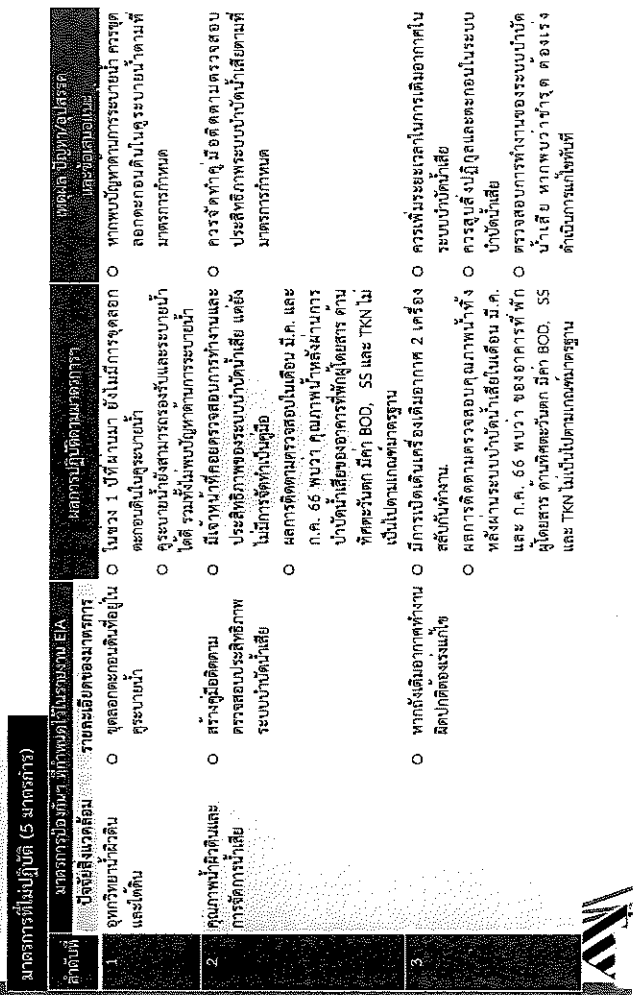 มาตรการที่ไม่ปฏิบัติ (5 มาตรการ)
ลำดับที่
มาตรการป้องกันฯ ที่กำหนดไว้ในรายงาน EIA
ปัจจัยสิ่งแวดล้อม
รายละเอียดของมาตรการ
ผลการปฏิบัติตามมาตรการฯ
เหตุผล ปัญหา/อุปสรรค
และข้อเสนอแนะ
1
อุทกวิทยาน้ำผิวดิน
และใต้ดิน
O ขุดลอกตะกอนดินที่อยู่ใน
คูระบายน้ำ
O ในช่วง 1 ปีที่ผ่านมา ยังไม่มีการขุดลอก
ตะกอนดินในคูระบายน้ำ
O คูระบายน้ำยังสามารถรองรับและระบายน้ำ
ได้ดี รวมทั้งไม่พบปัญหาด้านการระบายน้ำ
O หากพบปัญหาด้านการระบายน้ำ ควรขุด
ลอกตะกอนดินในคูระบายน้ำตามที่
มาตรการกำหนด
2
คุณภาพน้ำผิวดินและ
การจัดการน้ำเสีย
O สร้างคู่มือติดตาม
ตรวจสอบประสิทธิภาพ
ระบบบำบัดน้ำเสีย
O มีเจ้าหน้าที่คอยตรวจสอบการทำงานและ
ประสิทธิภาพของระบบบำบัดน้ำเสีย แต่ยัง
ไม่มีการจัดทำเป็นคู่มือ
O ผลการติดตามตรวจสอบในเดือน มี.ค. และ
ก.ค. 66 พบว่า คุณภาพน้ำหลังผ่านการ
บำบัดน้ำเสียของอาคารที่พักผู้โดยสาร ด้าน
ทิศตะวันตก มีค่า BOD, SS และ TKN ไม่
เป็นไปตามเกณฑ์มาตรฐาน
O ควรจัดทำคู่มือติดตามตรวจสอบ
ประสิทธิภาพระบบบำบัดน้ำเสียตามที่
มาตรการกำหนด
3
O หากถังเติมอากาศทำงาน
ผิดปกติต้องเร่งแก้ไข
O มีการเปิดเดินเครื่องเติมอากาศ 2 เครื่อง
สลับกันทำงาน
O ผลการติดตามตรวจสอบคุณภาพน้ำทิ้ง
หลังผ่านระบบบำบัดน้ำเสียในเดือน มี.ค.
และ ก.ค. 66 พบว่า ของอาคารที่พัก
ผู้โดยสาร ด้านทิศตะวันตก มีค่า BOD, SS
และ TKN ไม่เป็นไปตามเกณฑ์มาตรฐาน
O ควรเพิ่มระยะเวลาในการเติมอากาศใน
ระบบบำบัดน้ำเสีย
O ควรสูบสิ่งปฏิกูลและตะกอนในระบบ
บำบัดน้ำเสีย
O ตรวจสอบการทำงานของระบบบำบัด
น้ำเสีย หากพบว่าชำรุด ต้องเร่ง
ดำเนินการแก้ไขทันที